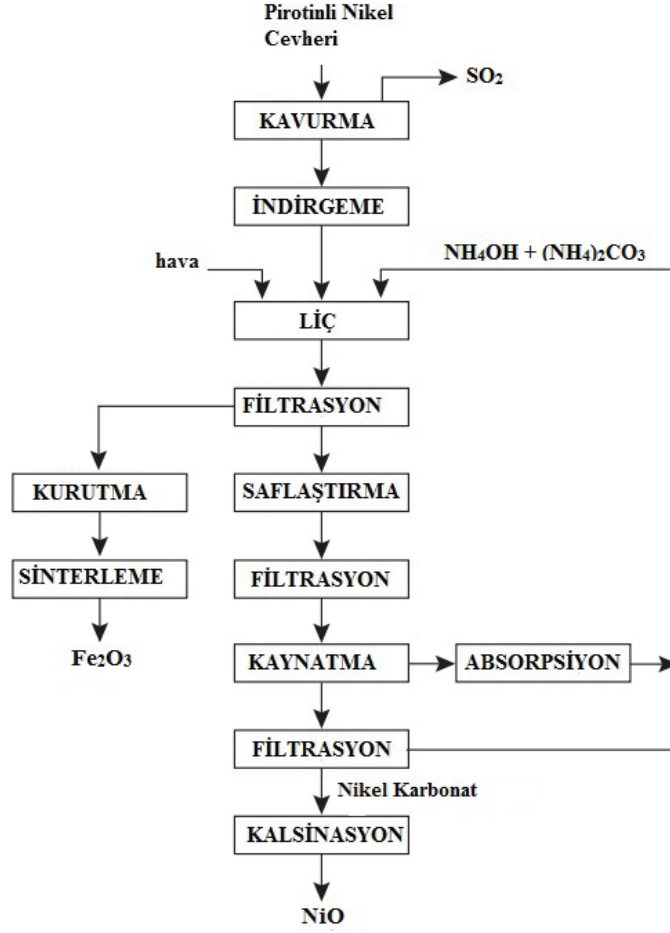 Pirotinli Nikel
Cevheri
SO₂
KAVURMA
İNDİRGEME
NH₄OH + (NH₄)₂CO₃
hava
LİÇ
FİLTRASYON
KURUTMA
SAFLAŞTIRMA
SİNTERLEME
FİLTRASYON
Fe₂O₃
KAYNATMA
ABSORPSİYON
FİLTRASYON
Nikel Karbonat
KALSİNASYON
NiO